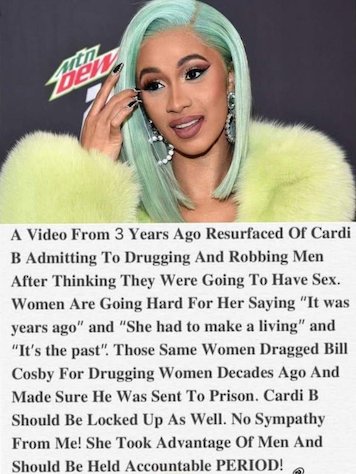 mtn
DEW
A Video From 3 Years Ago Resurfaced Of Cardi
B Admitting To Drugging And Robbing Men
After Thinking They Were Going To Have Sex.
Women Are Going Hard For Her Saying "It was
years ago" and "She had to make a living" and
"It's the past". Those Same Women Dragged Bill
Cosby For Drugging Women Decades Ago And
Made Sure He Was Sent To Prison. Cardi B
Should Be Locked Up As Well. No Sympathy
From Me! She Took Advantage Of Men And
Should Be Held Accountable PERIOD!
@